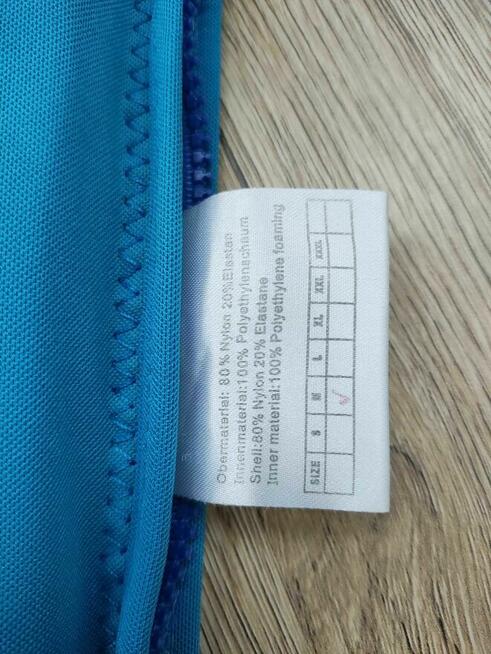 Obermaterial: 80% Nylon 20%Elastan
Innenmaterial:100% Polyethylenschaum
Shell:80% Nylon 20% Elastane
Inner material:100% Polyethylene foaming
SIZE S M L XL XXL XXXL